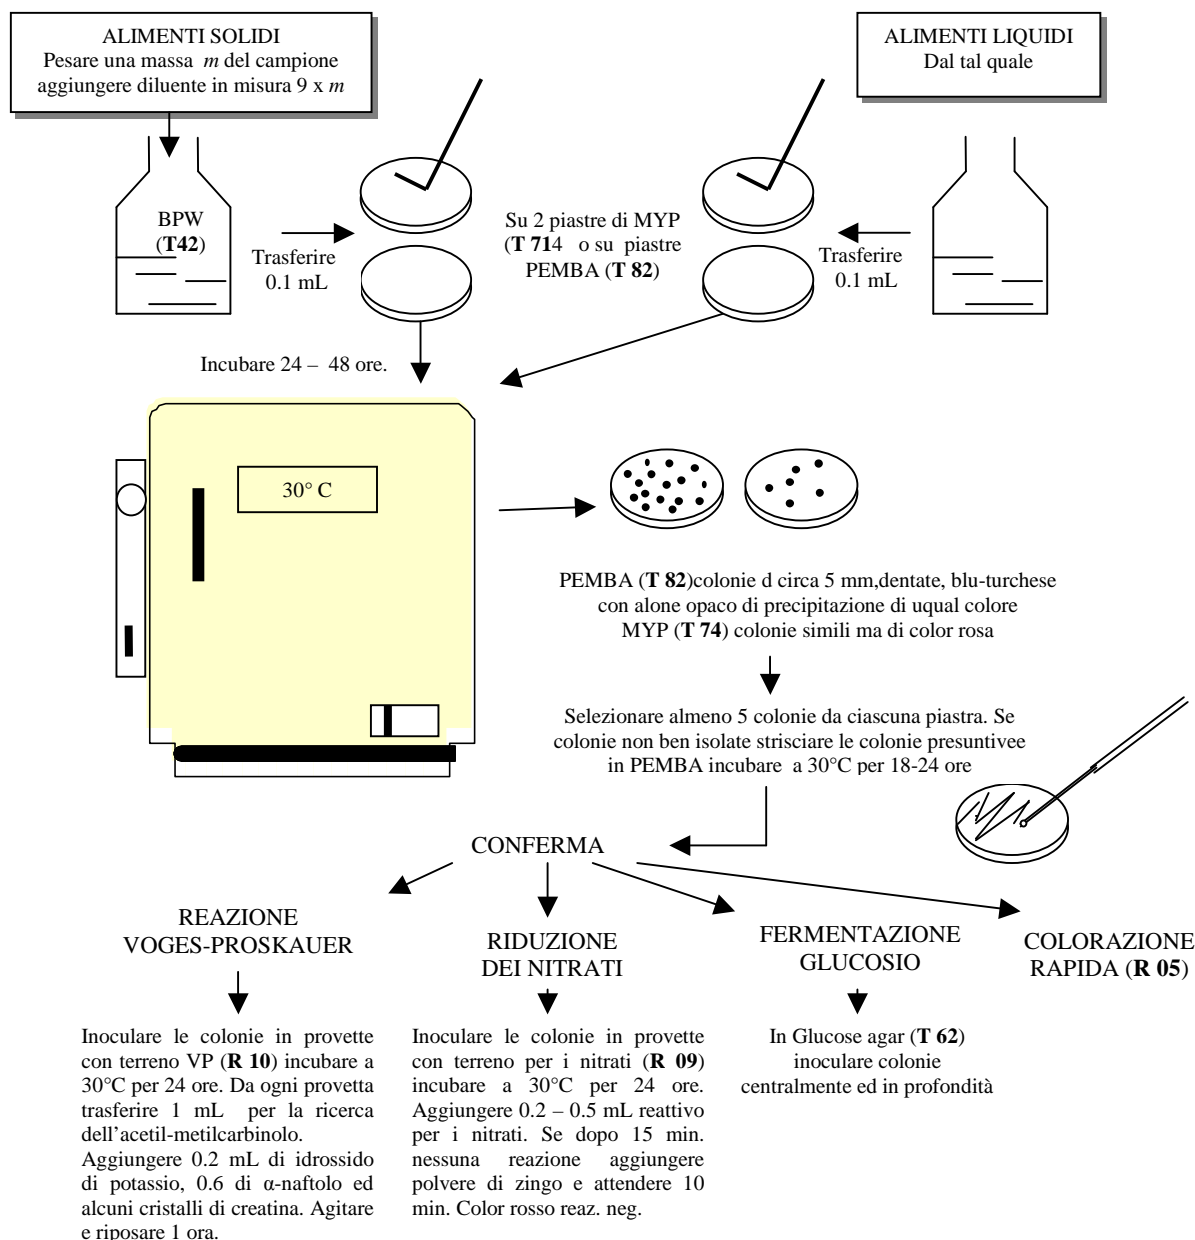 ALIMENTI SOLIDI
Pesare una massa m del campione
aggiungere diluente in misura 9 x m
ALIMENTI LIQUIDI
Dal tal quale
BPW
(T42)
Trasferire
0.1 mL
Su 2 piastre di MYP
(T 714 o su piastre
PEMBA (T 82)
Trasferire
0.1 mL
Incubare 24 – 48 ore.
30° C
PEMBA (T 82)colonie d circa 5 mm,dentate, blu-turchese
con alone opaco di precipitazione di uqual colore
MYP (T 74) colonie simili ma di color rosa
Selezionare almeno 5 colonie da ciascuna piastra. Se
colonie non ben isolate strisciare le colonie presuntivee
in PEMBA incubare a 30°C per 18-24 ore
CONFERMA
REAZIONE
VOGES-PROSKAUER
Inoculare le colonie in provette
con terreno VP (R 10) incubare a
30°C per 24 ore. Da ogni provetta
trasferire 1 mL per la ricerca
dell'acetil-metilcarbinolo.
Aggiungere 0.2 mL di idrossido
di potassio, 0.6 di α-naftolo ed
alcuni cristalli di creatina. Agitare
e riposare 1 ora.
RIDUZIONE
DEI NITRATI
Inoculare le colonie in provette
con terreno per i nitrati (R 09)
incubare a 30°C per 24 ore.
Aggiungere 0.2 – 0.5 mL reattivo
per i nitrati. Se dopo 15 min.
nessuna reazione aggiungere
polvere di zingo e attendere 10
min. Color rosso reaz. neg.
FERMENTAZIONE
GLUCOSIO
In Glucose agar (T 62)
inoculare colonie
centralmente ed in profondità
COLORAZIONE
RAPIDA (R 05)